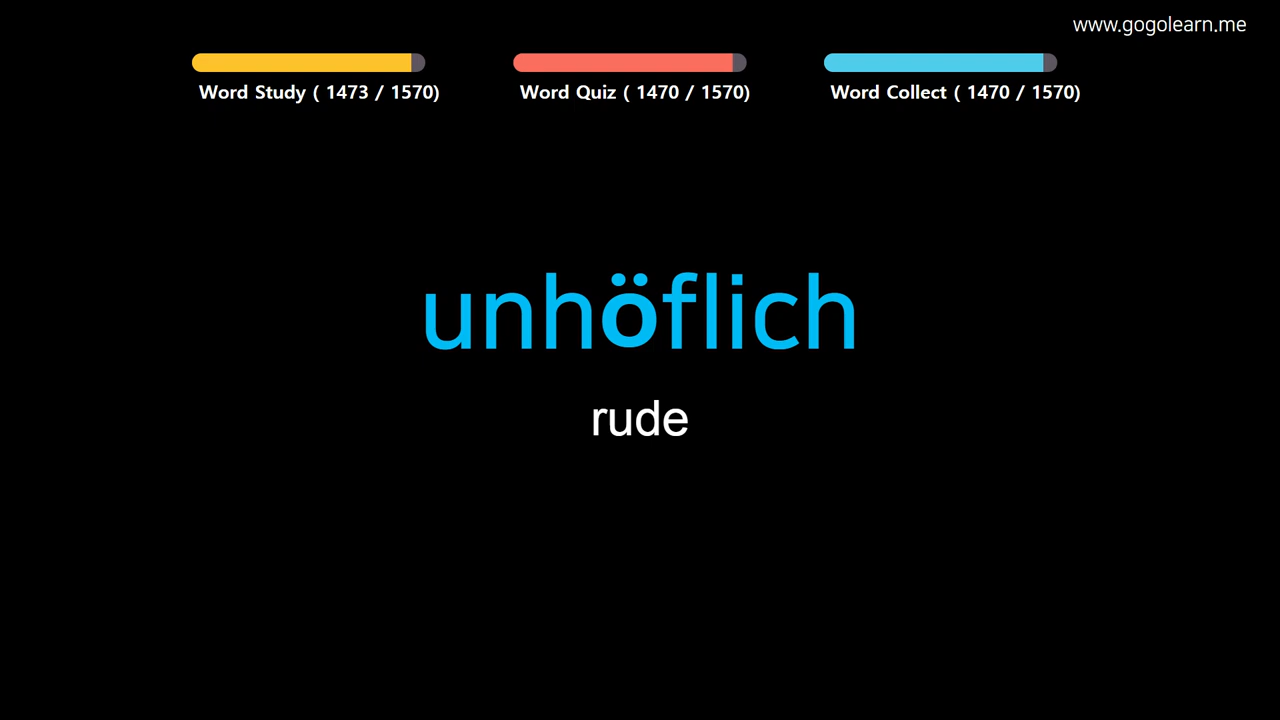 www.gogolearn.me
Word Study ( 1473 / 1570)
Word Quiz ( 1470 / 1570)
Word Collect ( 1470 / 1570)
unhöflich
rude